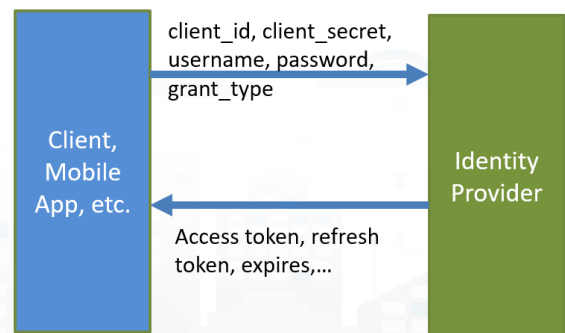 client_id, client_secret,
username, password,
grant_type
Client,
Mobile
App, etc.
Identity
Provider
Access token, refresh
token, expires,...